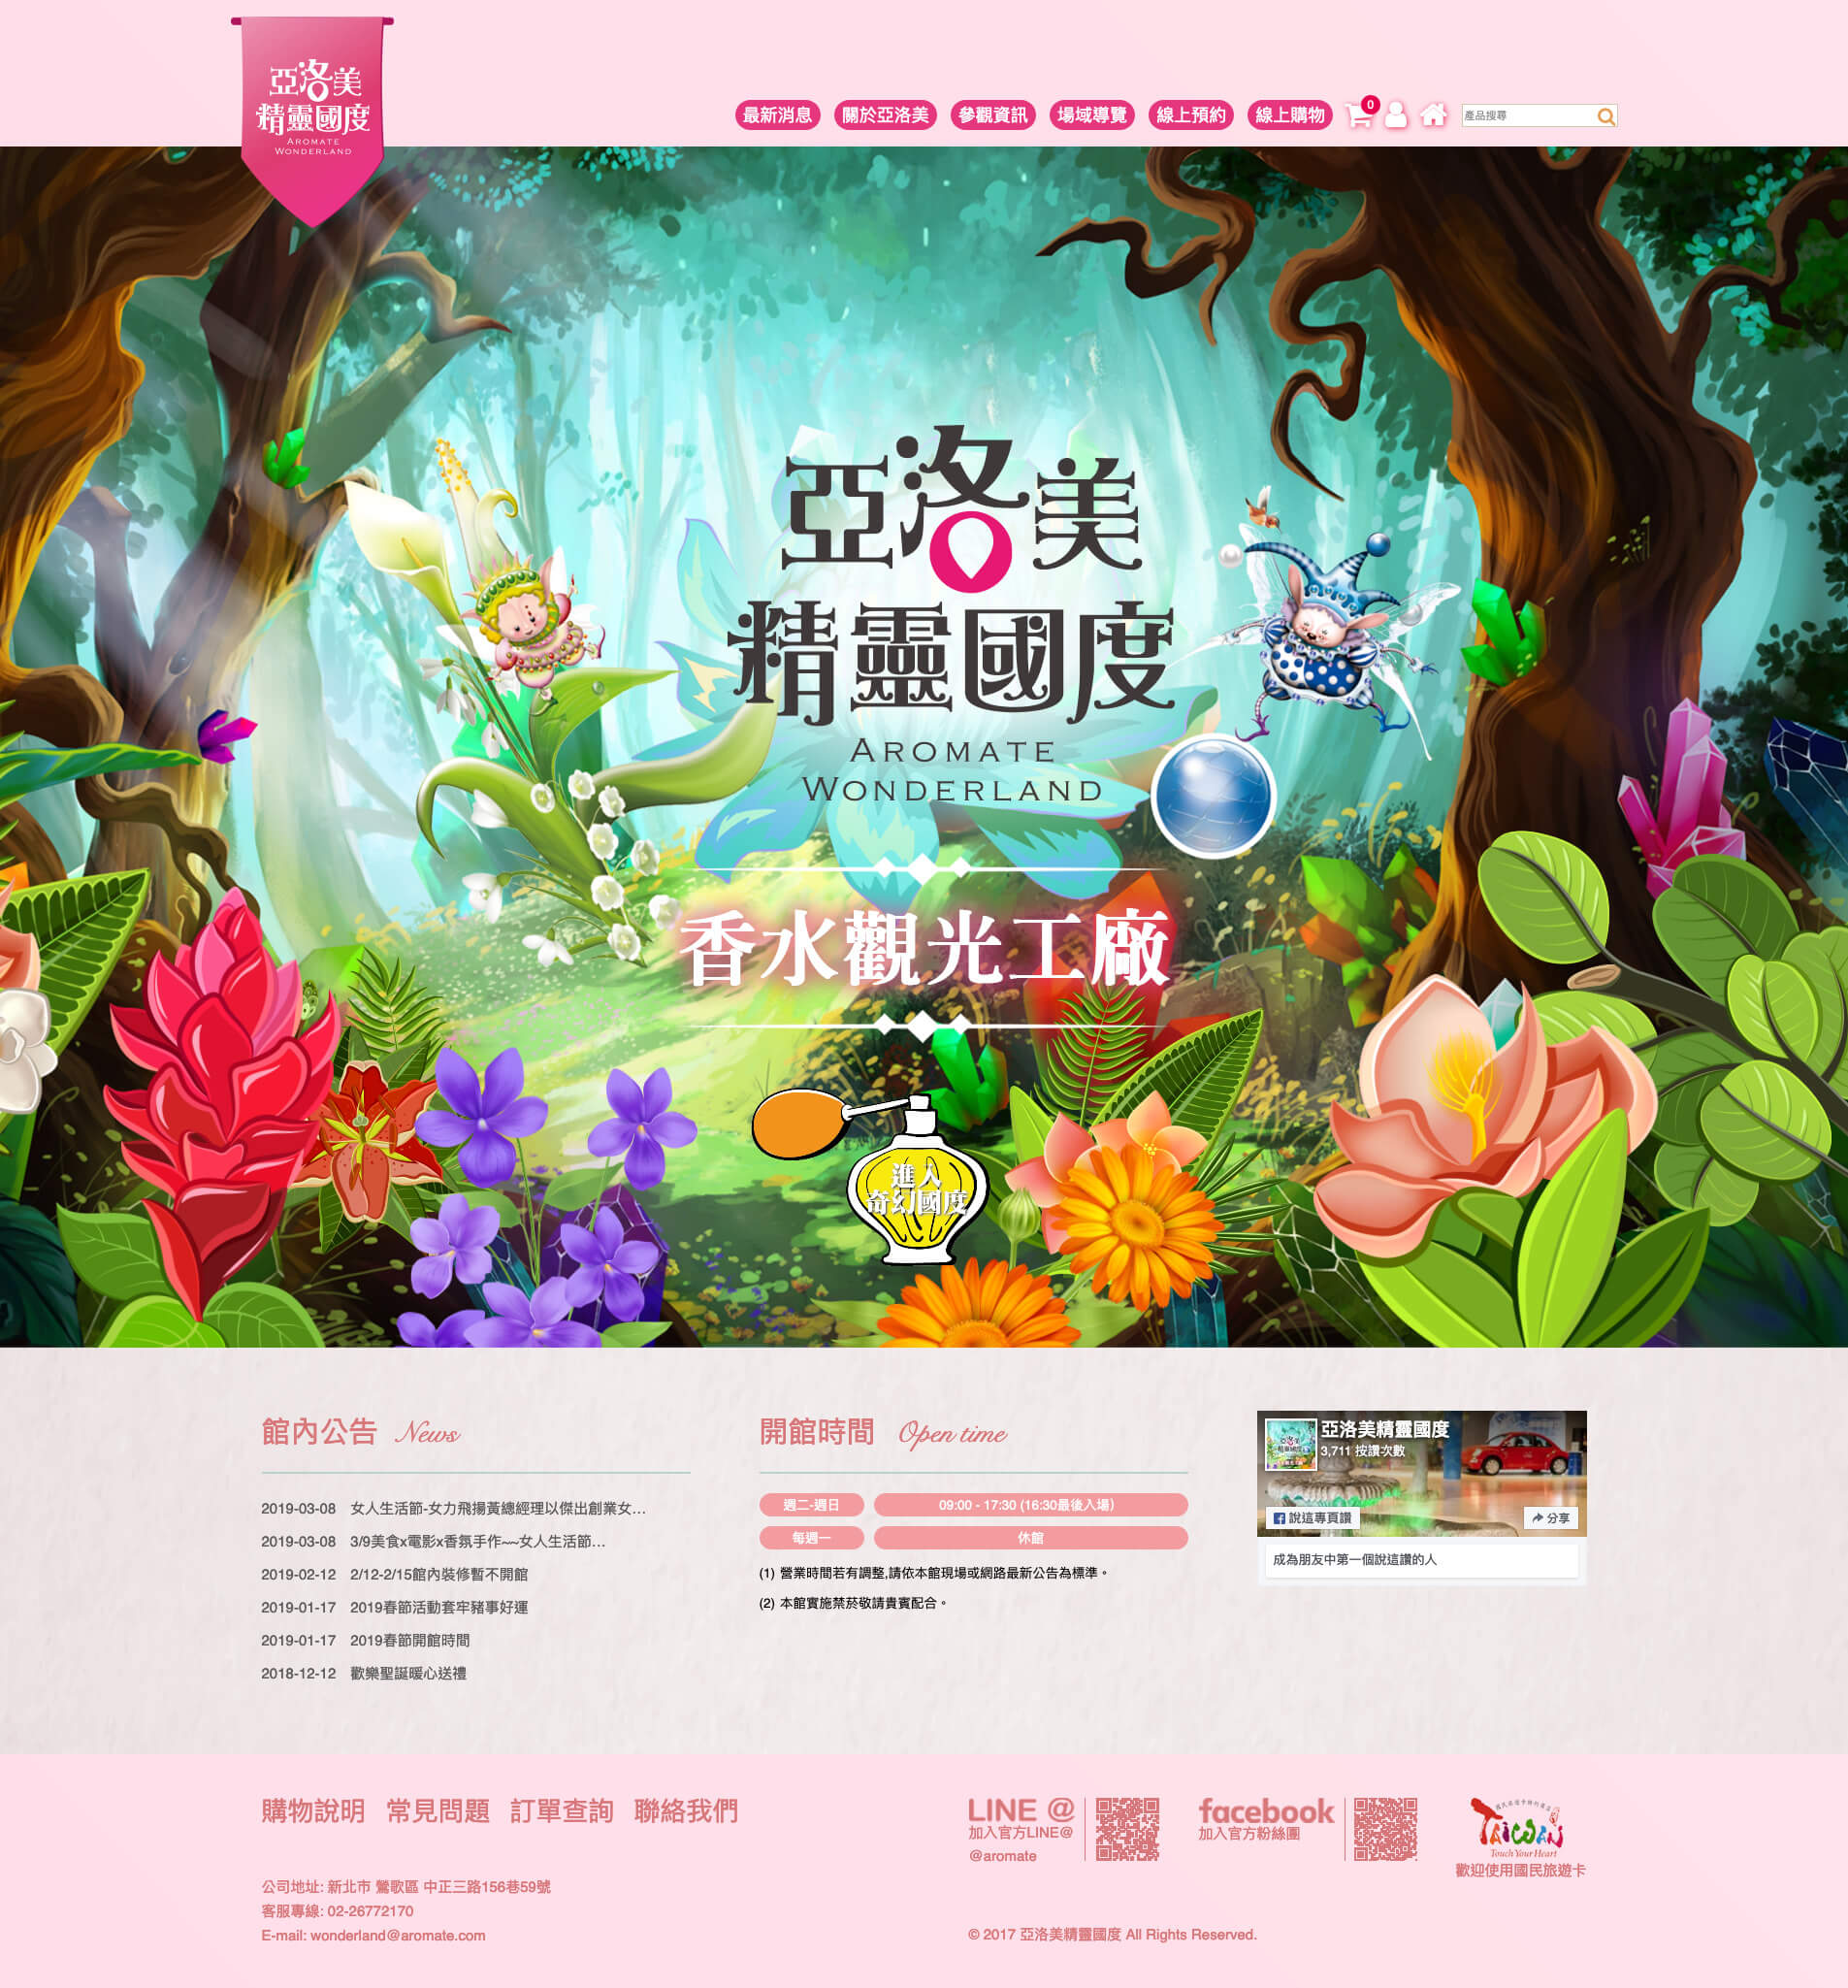 亞洛美
精靈國度
AROMATE
WONDERLAND
最新消息 關於亞洛美 參觀資訊 場域導覽 線上預約 線上購物 0 產品搜尋
亞洛美
精靈國度
AROMATE
WONDERLAND
香水觀光工廠
進入
奇幻國度
館內公告 News
2019-03-08 女人生活節-女力飛揚黃總經理以傑出創業女...
2019-03-08 3/9美食x電影x香氛手作~~女人生活節...
2019-02-12 2/12-2/15館內裝修暫不開館
2019-01-17 2019春節活動套牢豬事好運
2019-01-17 2019春節開館時間
2018-12-12 歡樂聖誕暖心送禮
開館時間 Open time
週二-週日 09:00 - 17:30 (16:30最後入場)
每週一 休館
(1) 營業時間若有調整,請依本館現場或網路最新公告為標準。
(2) 本館實施禁菸敬請貴賓配合。
亞洛美精靈國度
3,711 按讚次數
說這專頁讚 分享
成為朋友中第一個說這讚的人
購物說明 常見問題 訂單查詢 聯絡我們
公司地址: 新北市 鶯歌區 中正三路156巷59號
客服專線: 02-26772170
E-mail: wonderland@aromate.com
LINE @
加入官方LINE@
@aromate
facebook
加入官方粉絲團
TAIWAN
Touch Your Heart
歡迎使用國民旅遊卡
© 2017 亞洛美精靈國度 All Rights Reserved.